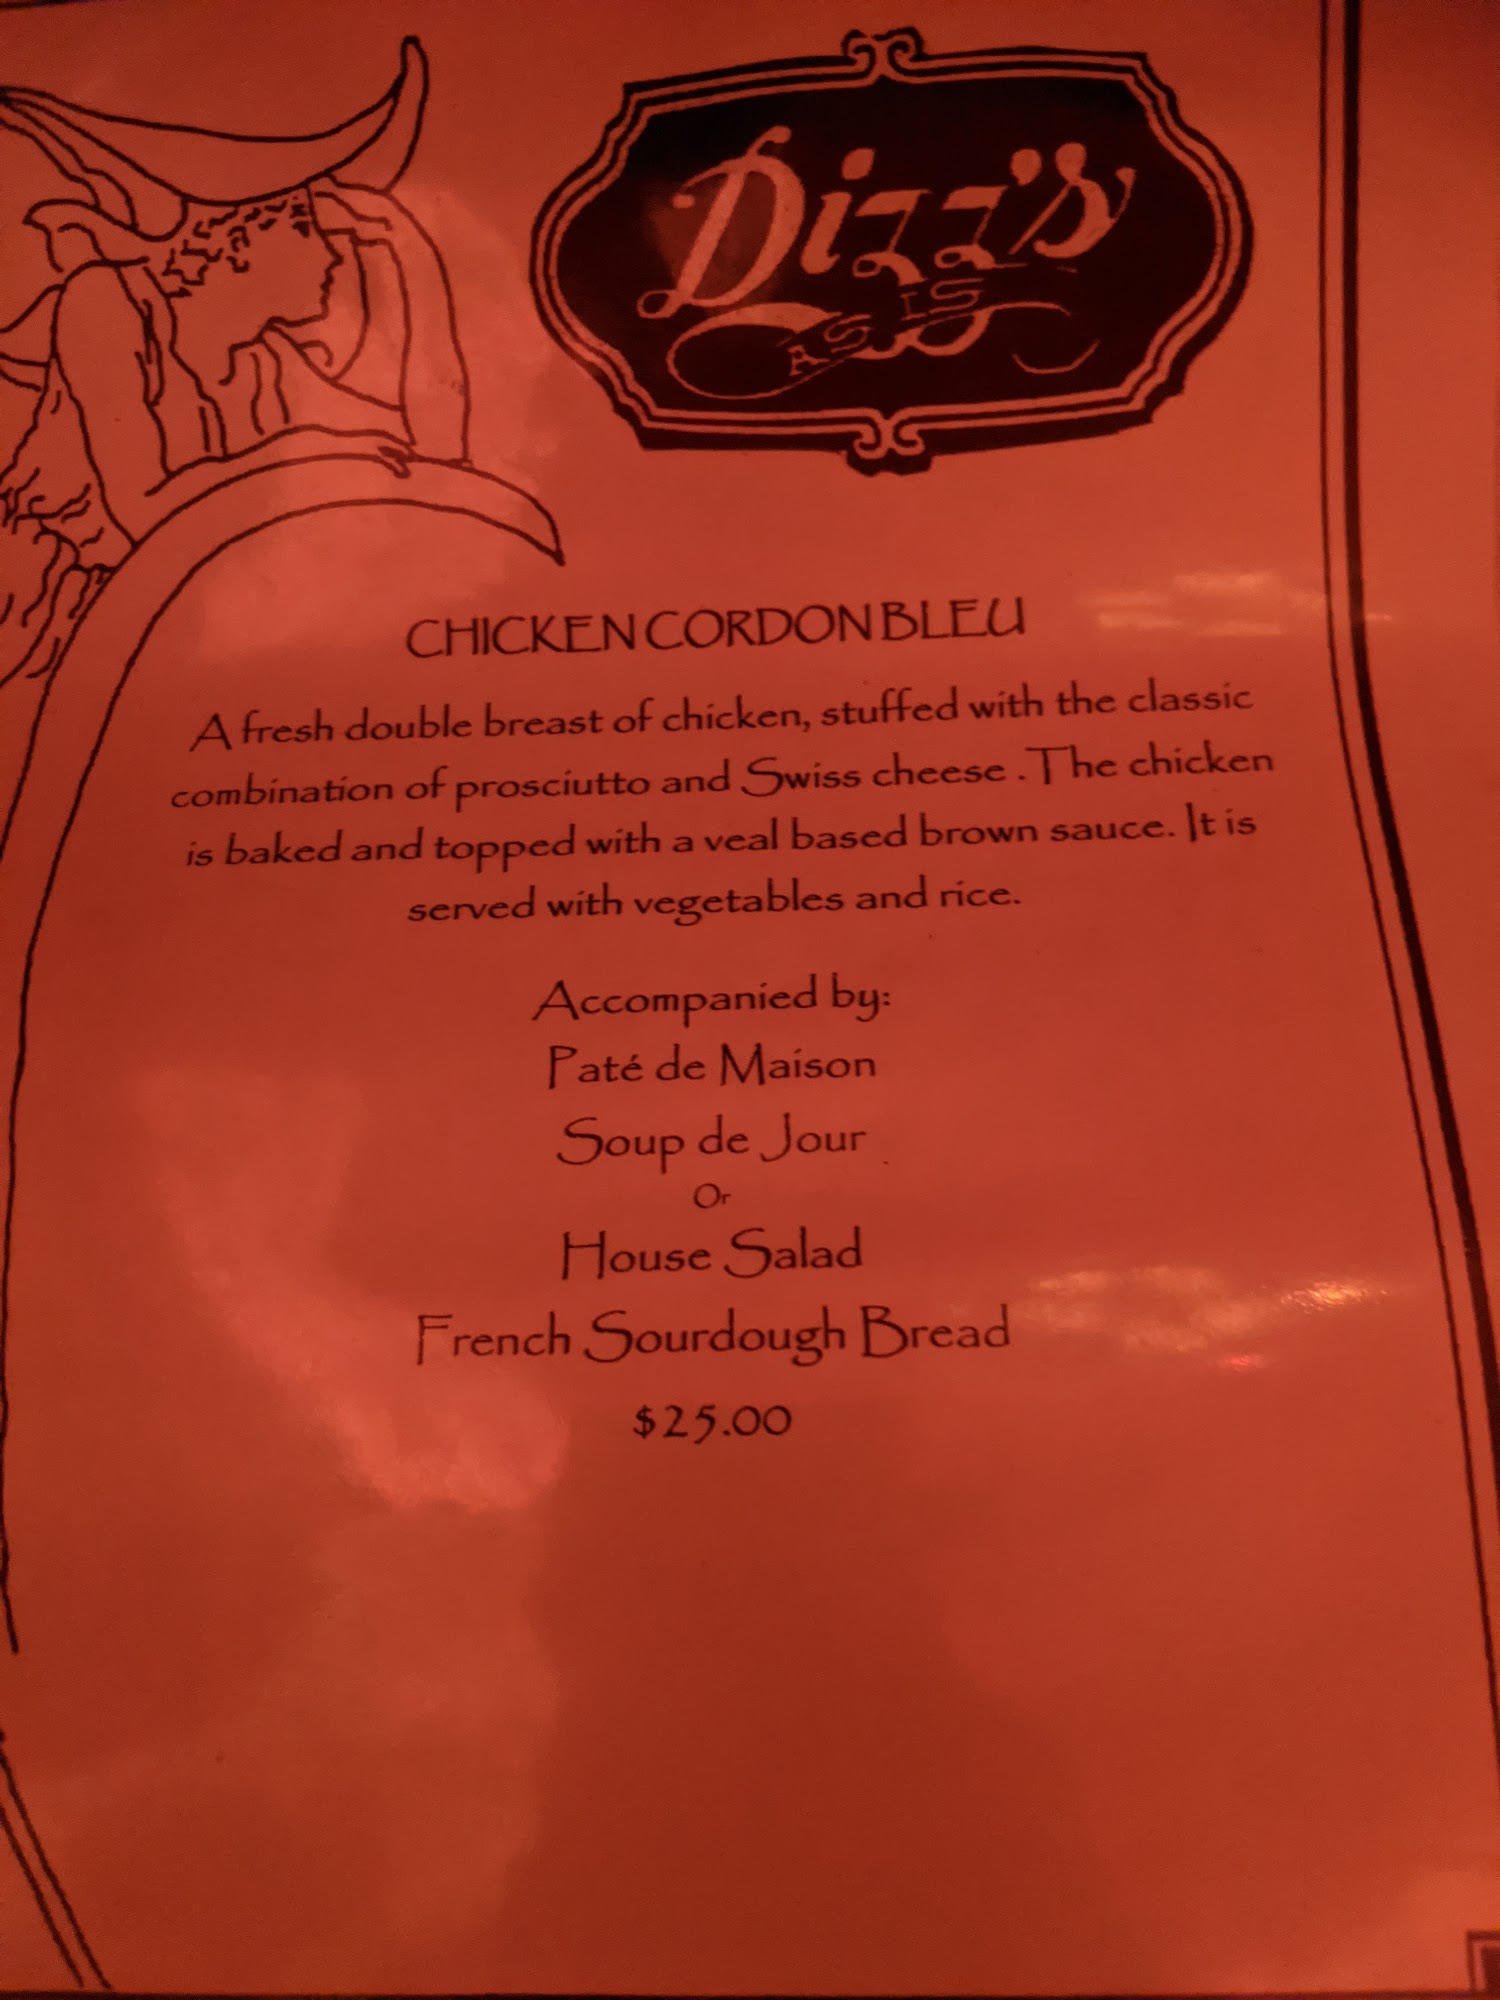 Dizz's
AS IS
CHICKEN CORDON BLEU
A fresh double breast of chicken, stuffed with the classic
combination of prosciutto and Swiss cheese .The chicken
is baked and topped with a veal based brown sauce. It is
served with vegetables and rice.
Accompanied by:
Paté de Maison
Soup de Jour
Or
House Salad
French Sourdough Bread
$25.00